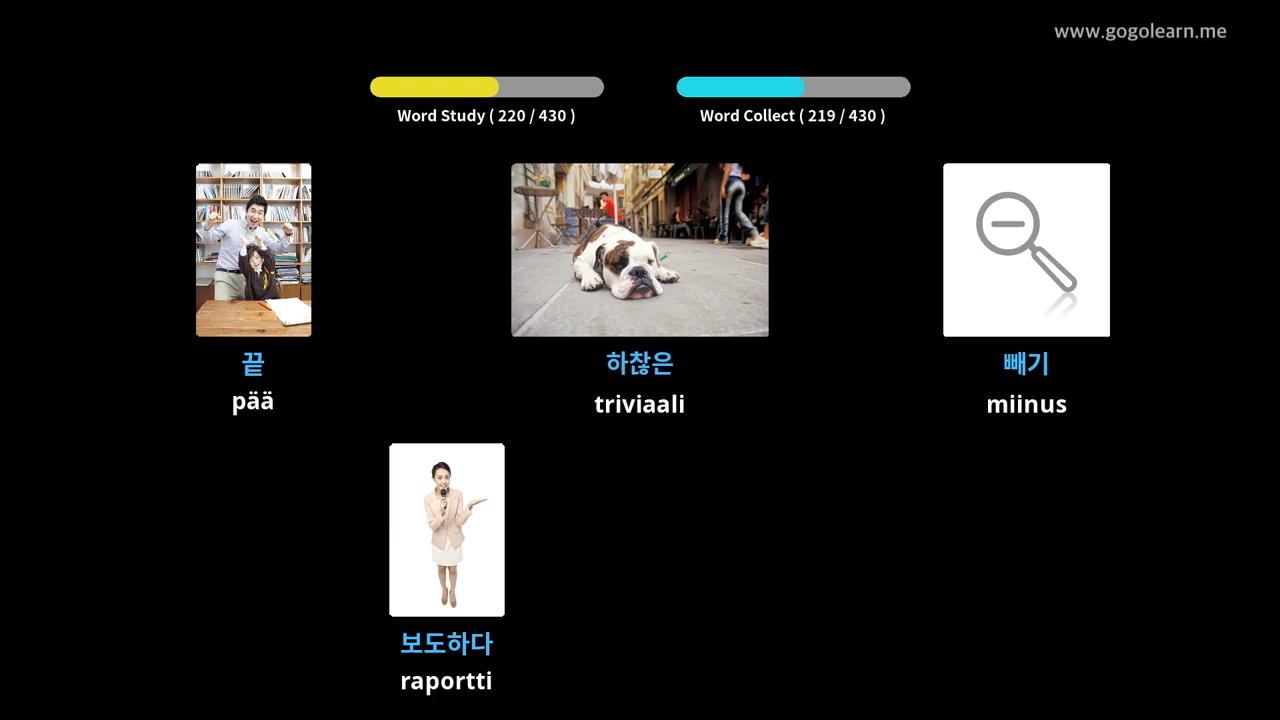 www.gogolearn.me
Word Study ( 220 / 430 )
Word Collect ( 219 / 430 )
끝
pää
하찮은
triviaali
빼기
miinus
보도하다
raportti